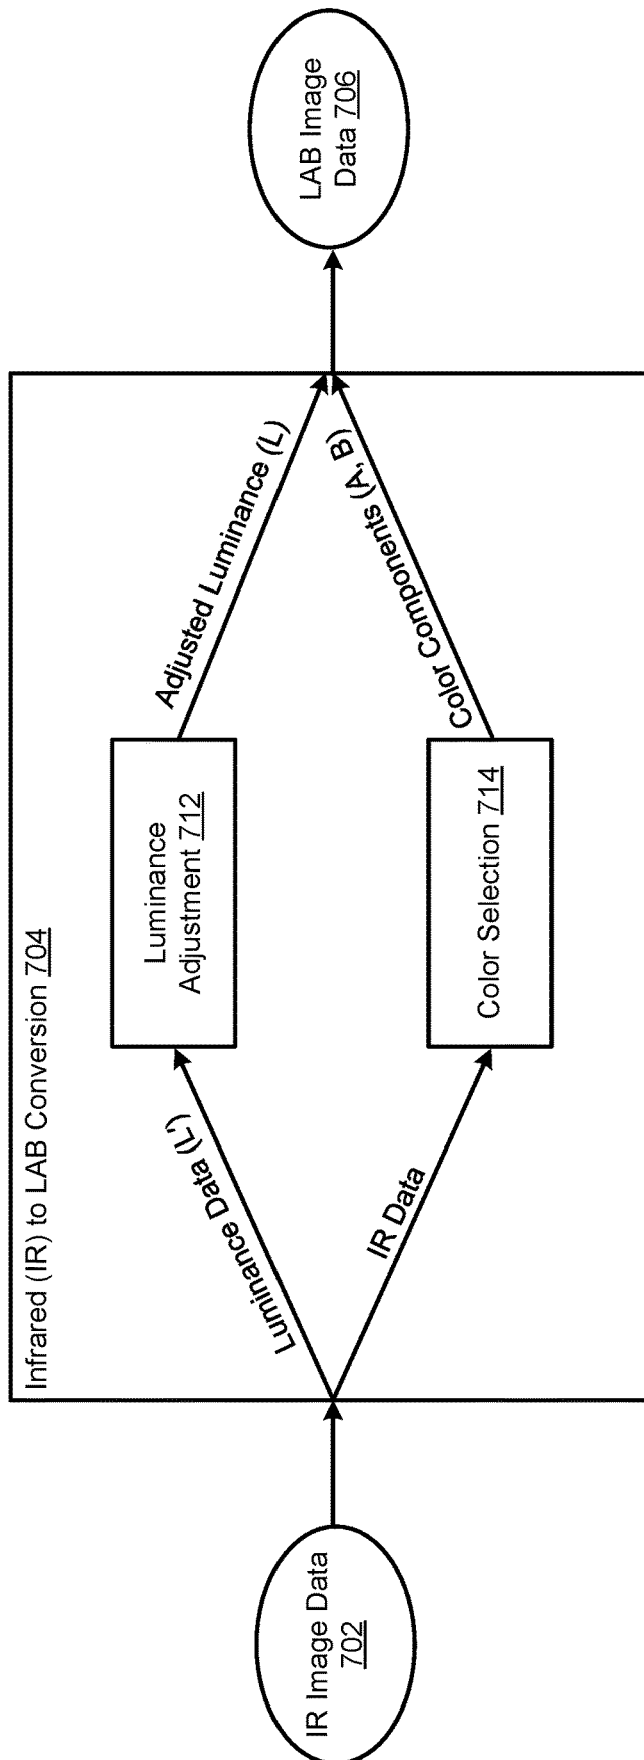 Infrared (IR) to LAB Conversion 704
IR Image Data
702
Luminance Data (L')
IR Data
Luminance
Adjustment 712
Color Selection 714
Adjusted Luminance (L)
Color Components (A, B)
LAB Image
Data 706